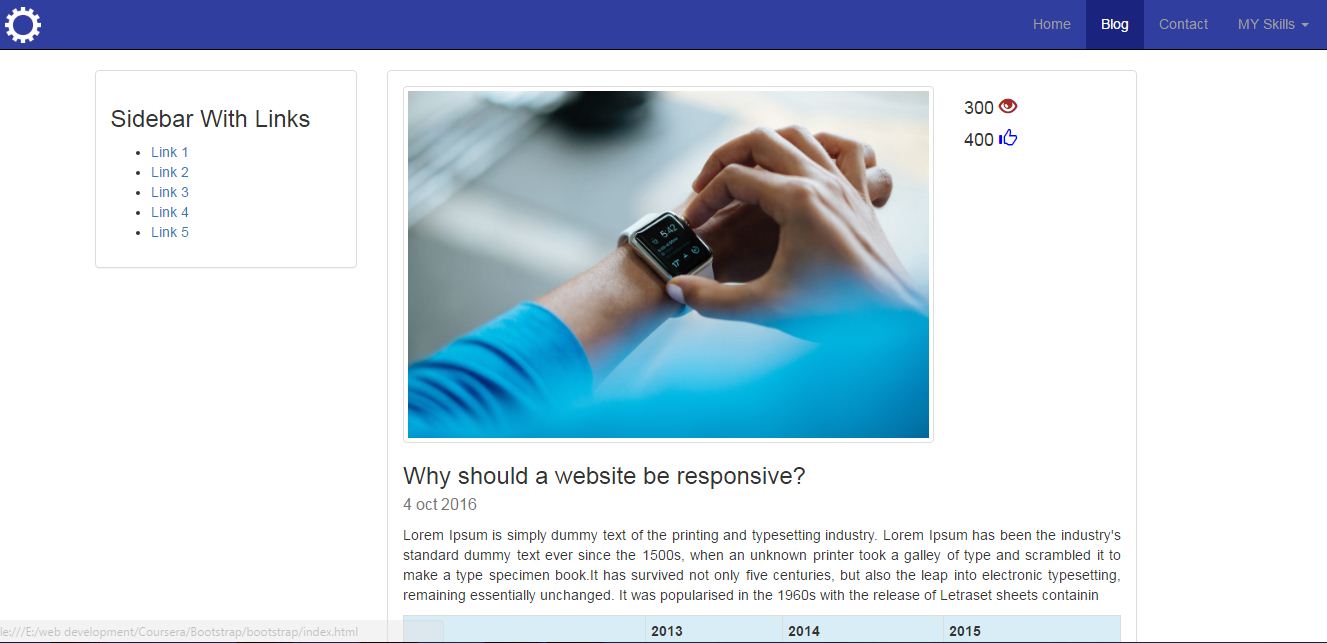 Home Blog Contact MY Skills
Sidebar With Links
Link 1
Link 2
Link 3
Link 4
Link 5
300
400
5:42
Why should a website be responsive?
4 oct 2016
Lorem Ipsum is simply dummy text of the printing and typesetting industry. Lorem Ipsum has been the industry's
standard dummy text ever since the 1500s, when an unknown printer took a galley of type and scrambled it to
make a type specimen book.It has survived not only five centuries, but also the leap into electronic typesetting,
remaining essentially unchanged. It was popularised in the 1960s with the release of Letraset sheets containin
2013 2014 2015
le:///E:/web development/Coursera/Bootstrap/bootstrap/index.html